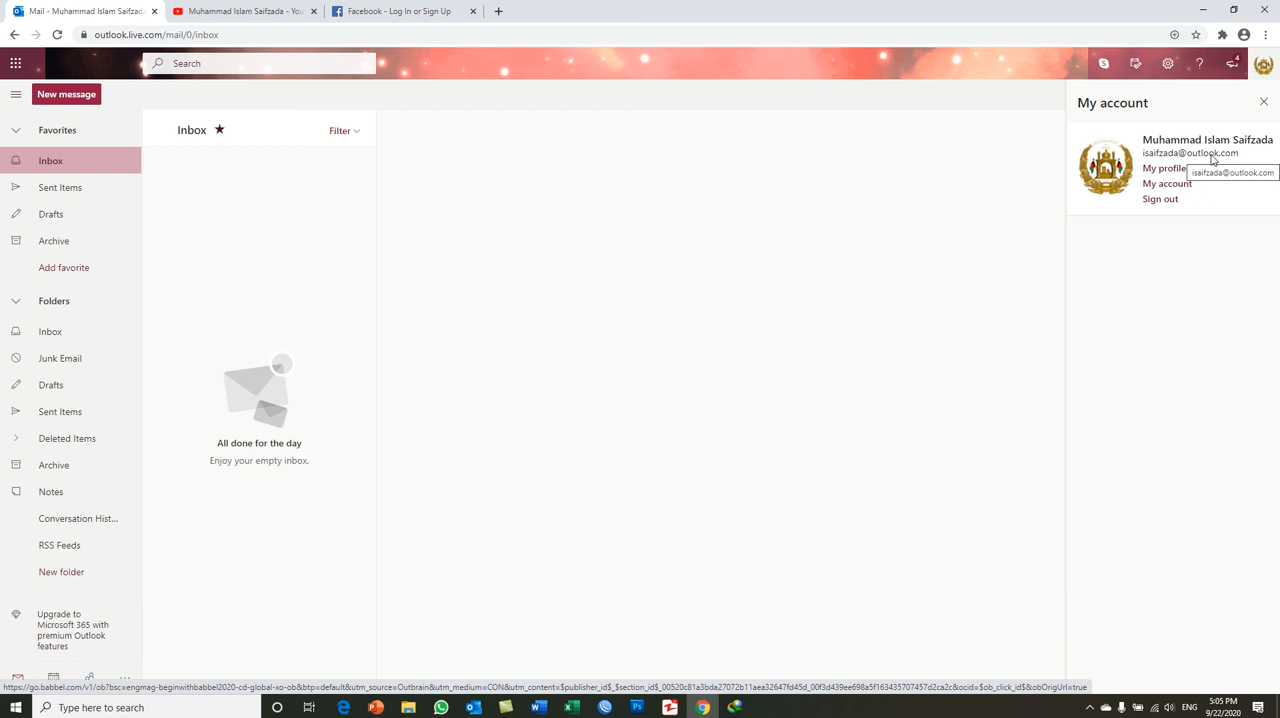 Mail - Muhammad Islam Saifzada
Muhammad Islam Saifzada - You
Facebook - Log In or Sign Up
outlook.live.com/mail/0/inbox
Search
4
New message
My account
Favorites
Inbox
Filter
Muhammad Islam Saifzada
isaifzada@outlook.com
My profile
isaifzada@outlook.com
My account
Sign out
Inbox
Sent Items
Drafts
Archive
Add favorite
Folders
Inbox
Junk Email
Drafts
Sent Items
Deleted Items
Archive
Notes
Conversation Hist...
RSS Feeds
New folder
All done for the day
Enjoy your empty inbox.
Upgrade to
Microsoft 365 with
premium Outlook
features
https://go.babbel.com/v1/ob?bsc=engmag-beginwithbabbel2020-cd-global-xo-ob&btp=default&utm_source=Outbrain&utm_medium=CON&utm_content=$publisher_id$_$section_id$_00520c81a3bda27072b11aea32647fd45d_00f3d439ee698a5f163435707457d2ca2c&ocid=$ob_click_id$&obOrigUrl=true
Type here to search
ENG
5:05 PM
9/22/2020